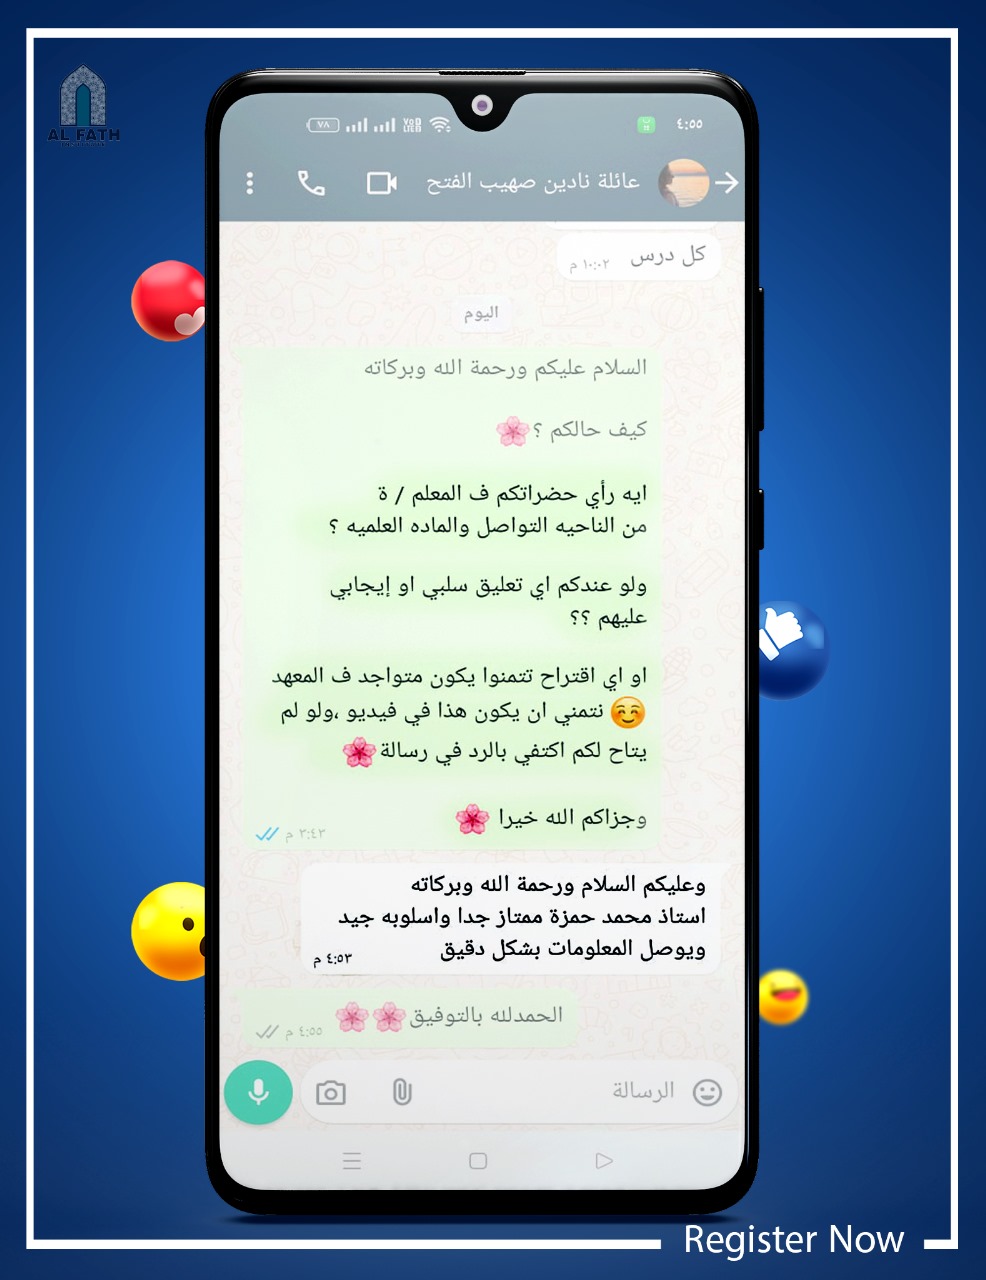 AL FATH
٧٨
VoD
LTE
٤:٥٥
عائلة نادين صهيب الفتح
كل درس
١٠:٠٢ م
اليوم
السلام عليكم ورحمة الله وبركاته
كيف حالكم ؟🌸
ايه رأي حضراتكم ف المعلم / ة
من الناحيه التواصل والماده العلميه ؟
ولو عندكم اي تعليق سلبي او إيجابي
عليهم ؟؟
او اي اقتراح تتمنوا يكون متواجد ف المعهد
☺️ نتمني ان يكون هذا في فيديو ،ولو لم
يتاح لكم اكتفي بالرد في رسالة🌸
وجزاكم الله خيرا 🌸
٣:٤٣ م
وعليكم السلام ورحمة الله وبركاته
استاذ محمد حمزة ممتاز جدا واسلوبه جيد
ويوصل المعلومات بشكل دقيق
٤:٥٣ م
الحمدلله بالتوفيق🌸🌸
٤:٥٥ م
الرسالة
Register Now